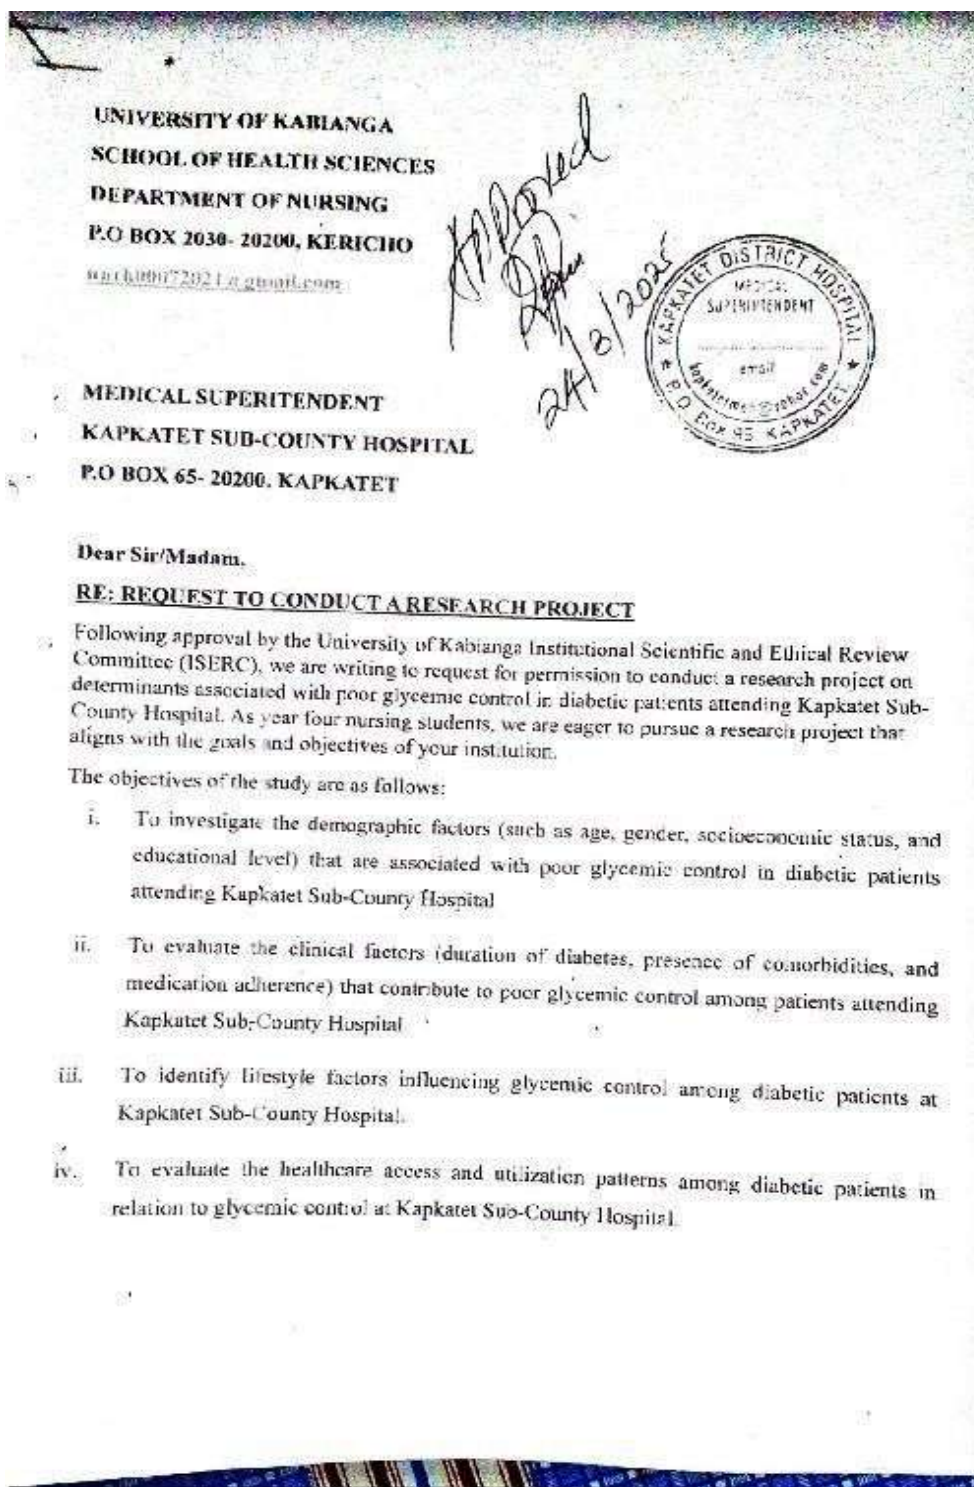 UNIVERSITY OF KABIANGA
SCHOOL OF HEALTH SCIENCES
DEPARTMENT OF NURSING
P.O BOX 2030- 20200, KERICHO
Approved
24/3/2025
KAPKATET DISTRICT HOSPITAL
MEDICAL
SUPERINTENDENT
email
P.O. Box KAPKATET
MEDICAL SUPERITENDENT
KAPKATET SUB-COUNTY HOSPITAL
P.O BOX 65- 20200, KAPKATET
Dear Sir/Madam,
RE: REQUEST TO CONDUCT A RESEARCH PROJECT
Following approval by the University of Kabianga Institutional Scientific and Ethical Review
Committee (ISERC), we are writing to request for permission to conduct a research project on
determinants associated with poor glycemic control in diabetic patients attending Kapkatet Sub-
County Hospital. As year four nursing students, we are eager to pursue a research project that
aligns with the goals and objectives of your institution.
The objectives of the study are as follows:
i. To investigate the demographic factors (such as age, gender, socioeconomic status, and
educational level) that are associated with poor glycemic control in diabetic patients
attending Kapkatet Sub-County Hospital
ii. To evaluate the clinical factors (duration of diabetes, presence of comorbidities, and
medication adherence) that contribute to poor glycemic control among patients attending
Kapkatet Sub-County Hospital
iii. To identify lifestyle factors influencing glycemic control among diabetic patients at
Kapkatet Sub-County Hospital.
iv. To evaluate the healthcare access and utilization patterns among diabetic patients in
relation to glycemic control at Kapkatet Sub-County Hospital.